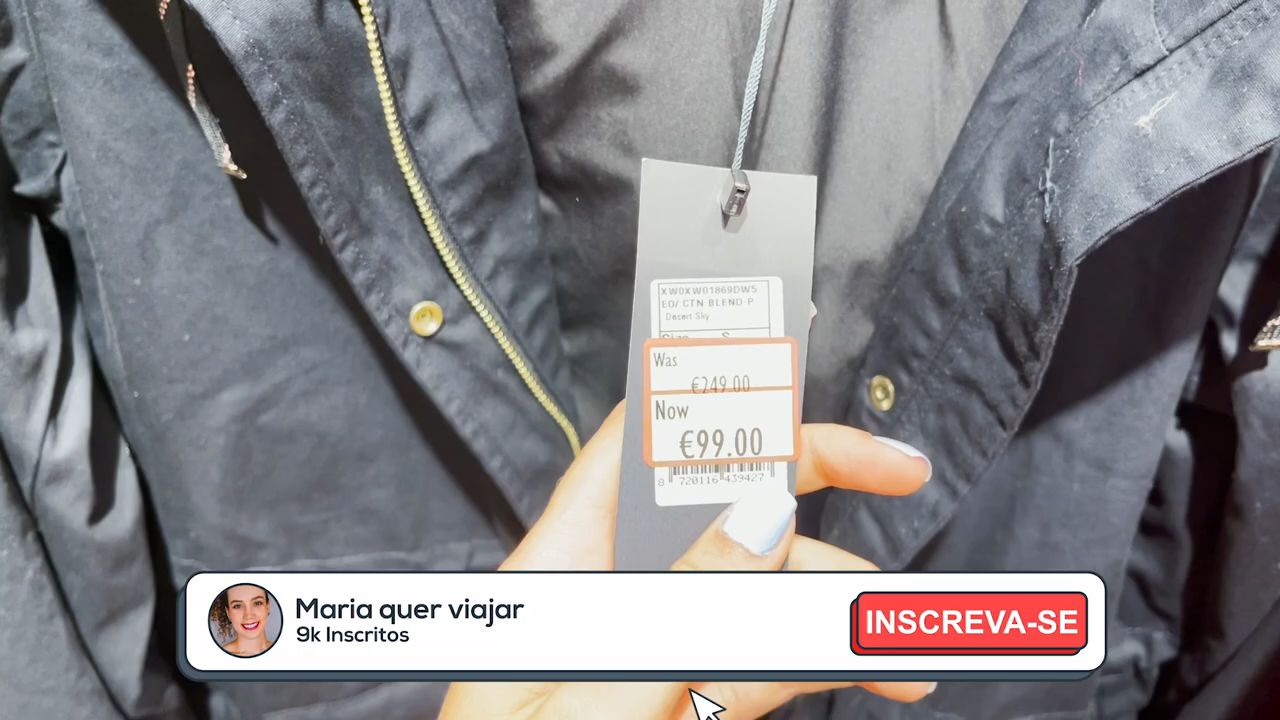 XW0XW01869DW5
EO/ CTN BLEND P
Desert Sky
Size S
Was
€249.00
Now
€99.00
8 720116 439427
Maria quer viajar
9k Inscritos
INSCREVA-SE